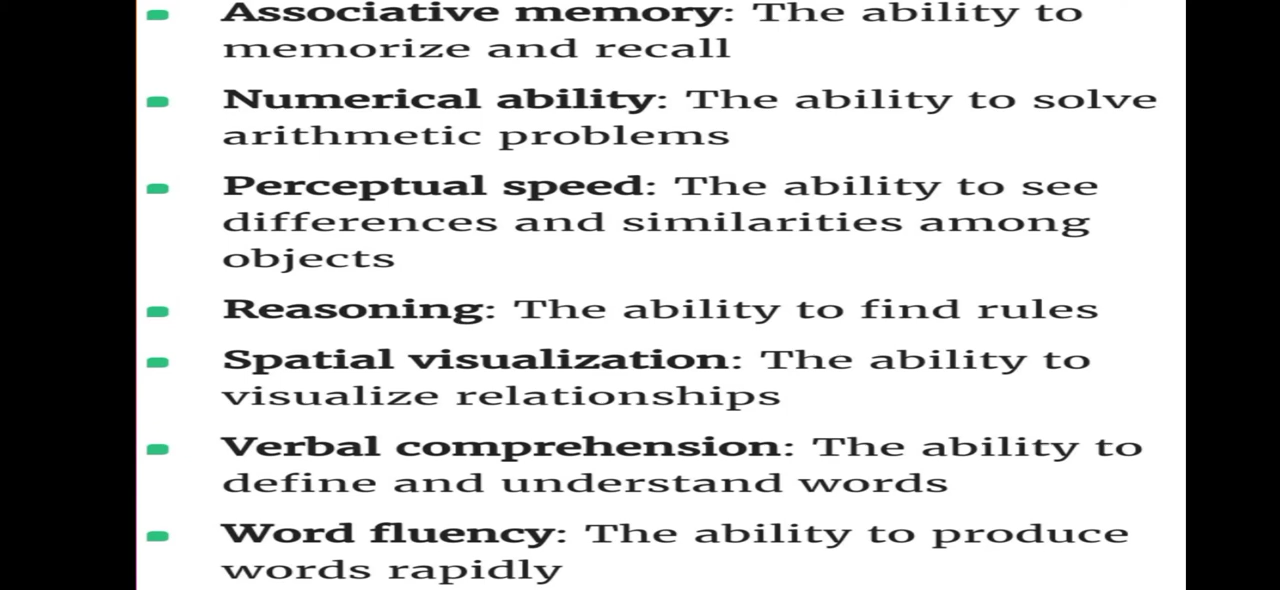 Associative memory: The ability to
memorize and recall
Numerical ability: The ability to solve
arithmetic problems
Perceptual speed: The ability to see
differences and similarities among
objects
Reasoning: The ability to find rules
Spatial visualization: The ability to
visualize relationships
Verbal comprehension: The ability to
define and understand words
Word fluency: The ability to produce
words rapidly